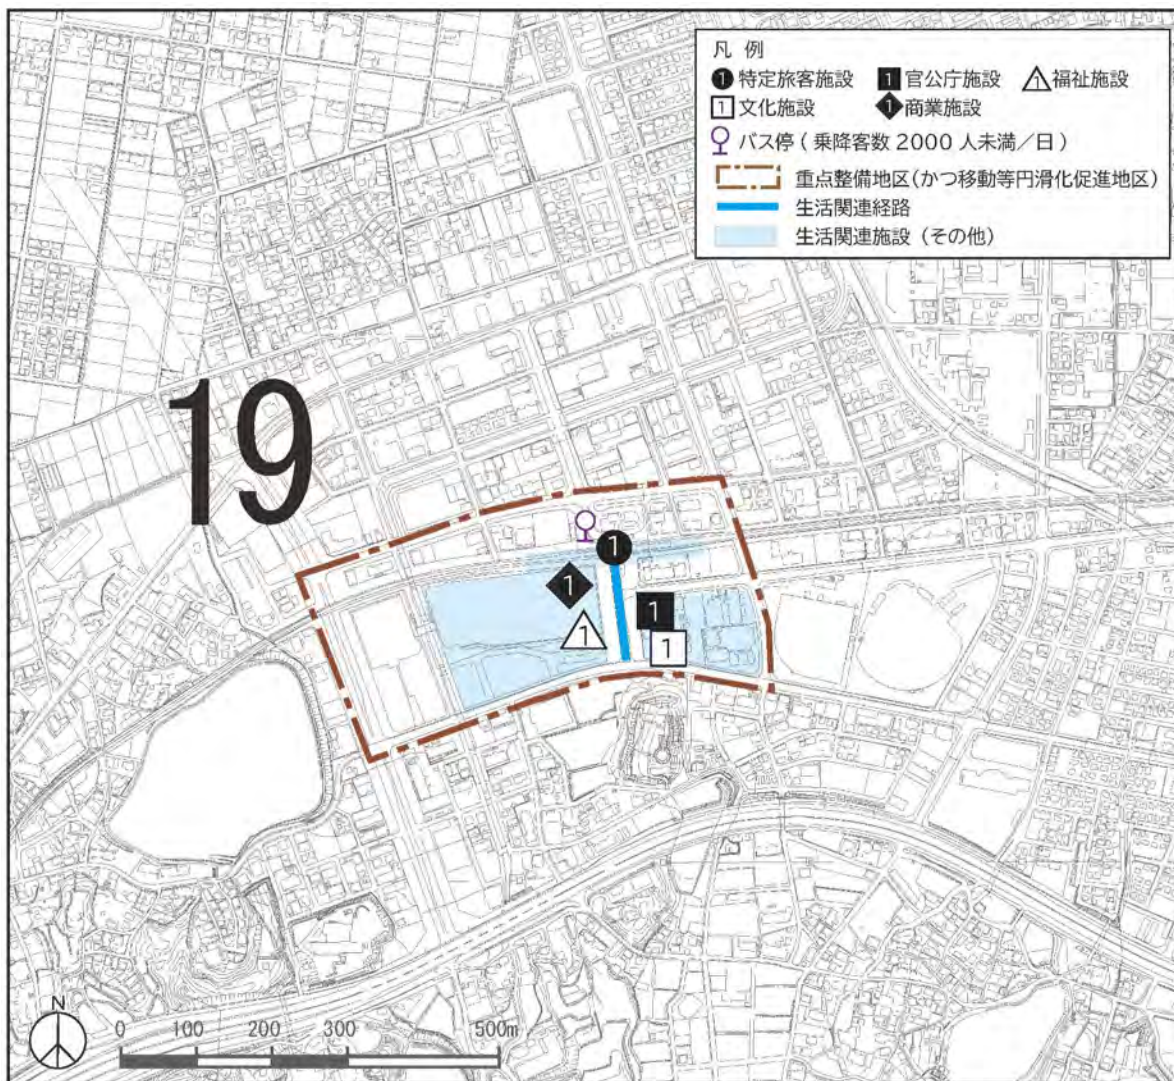 凡 例
1 特定旅客施設 1 官公庁施設 1 福祉施設
1 文化施設 1 商業施設
バス停 ( 乗降客数 2000 人未満/日 )
重点整備地区(かつ移動等円滑化促進地区)
生活関連経路
生活関連施設 (その他)
19
1
1
1
1
1
N
0 100 200 300 500m